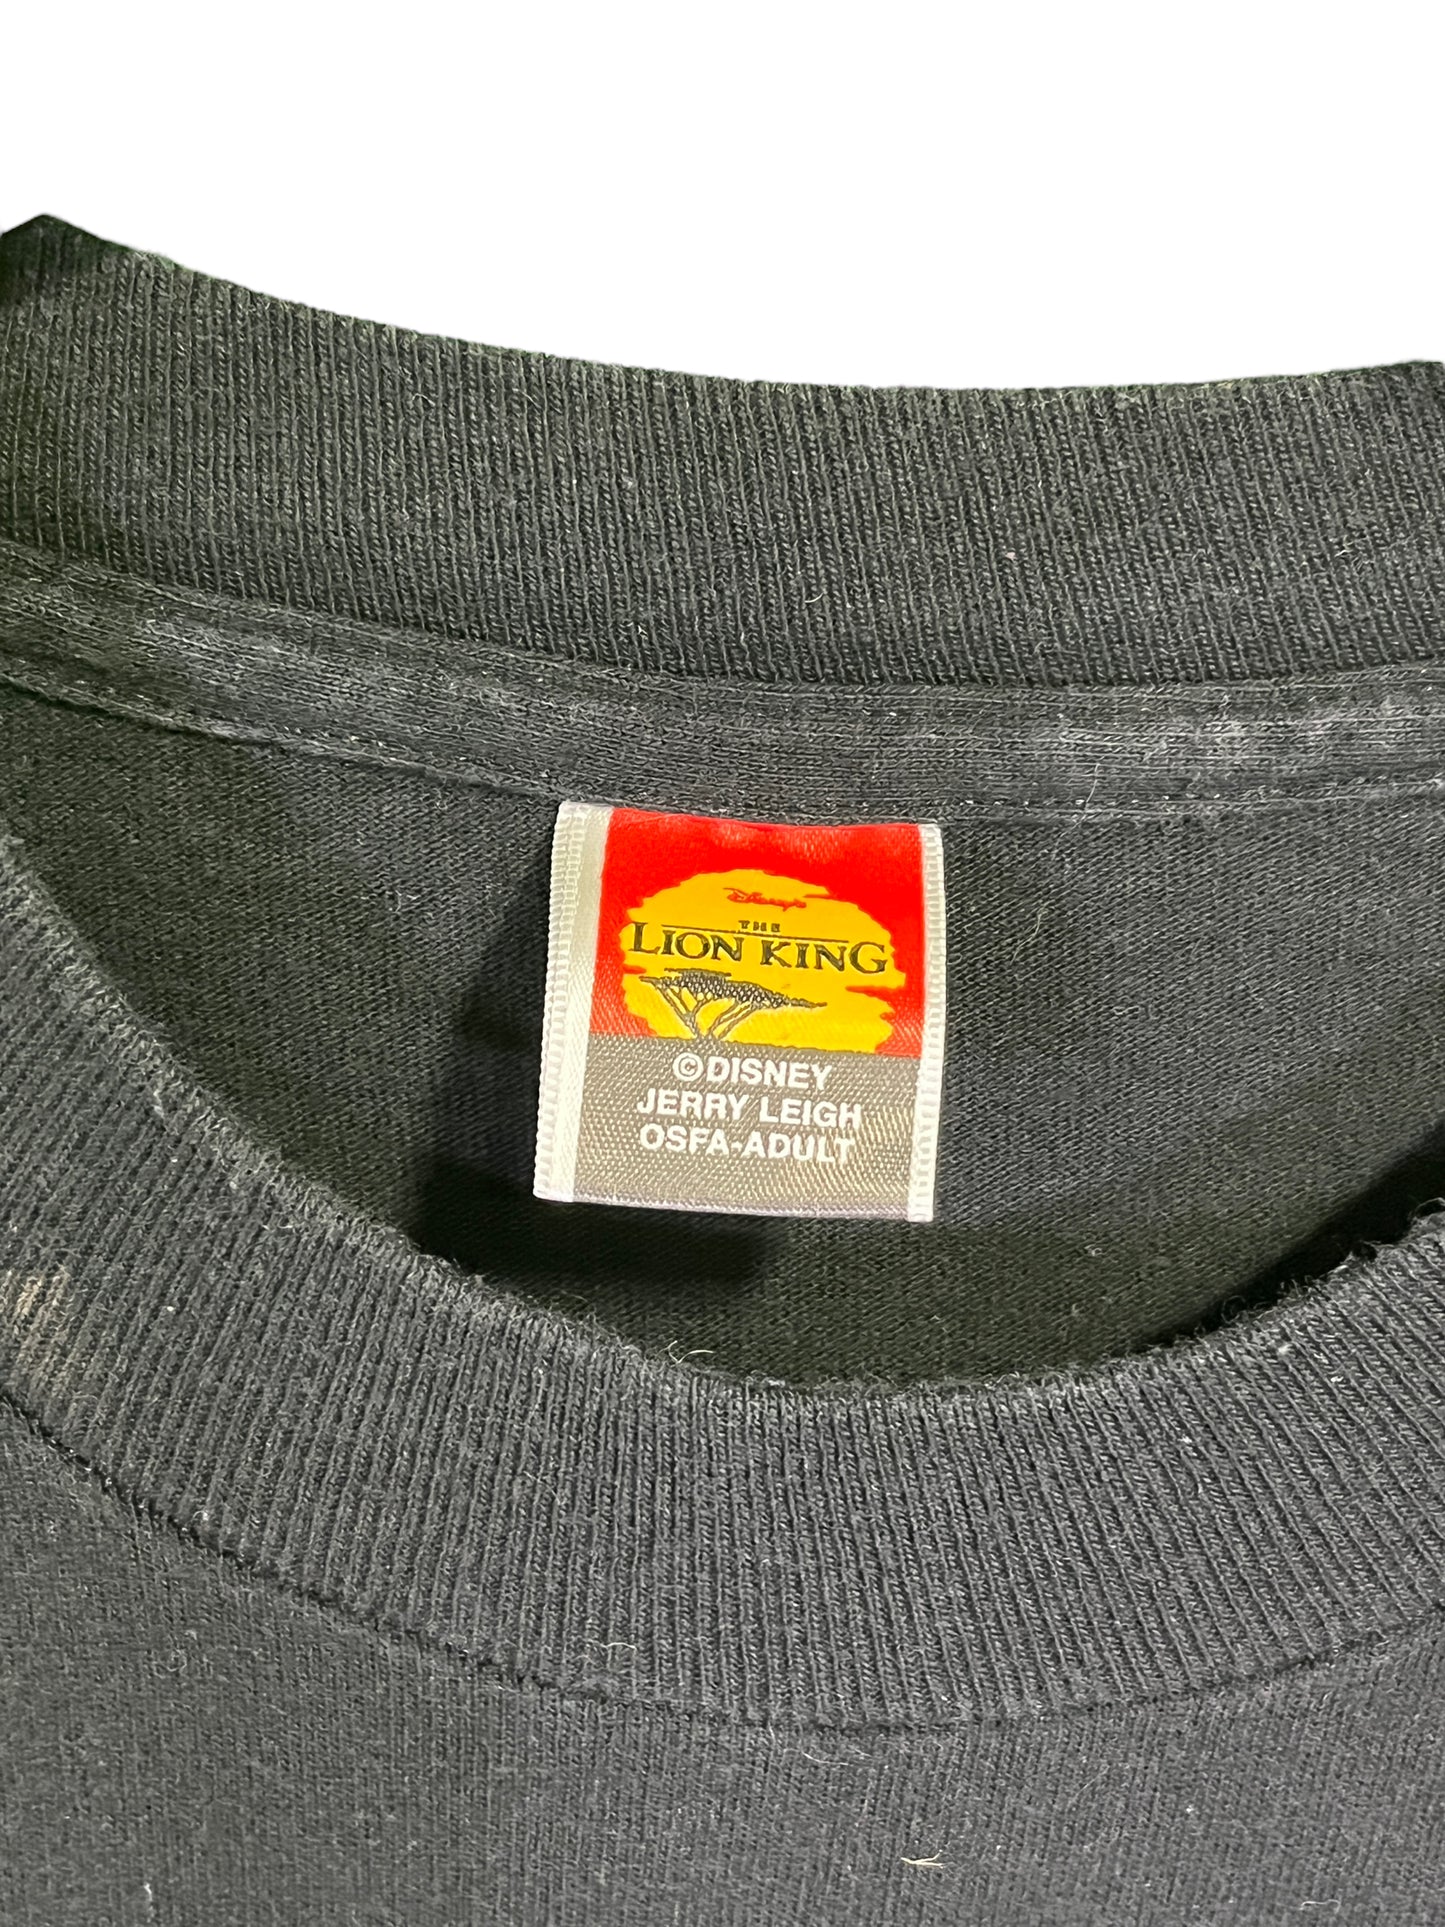 Disney's
THE
LION KING
©DISNEY
JERRY LEIGH
OSFA-ADULT